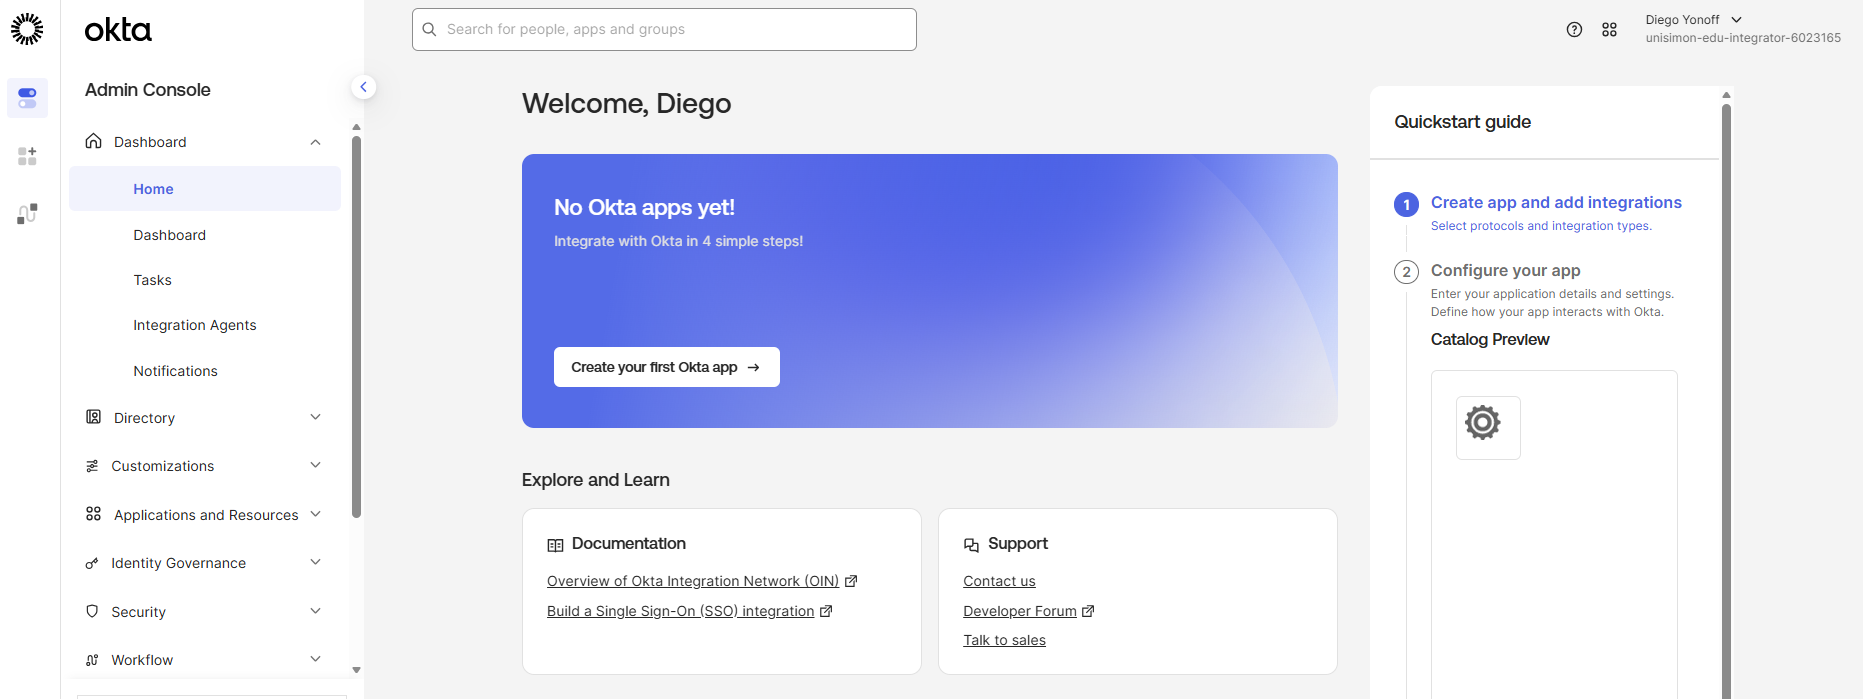 okta
Search for people, apps and groups
Diego Yonoff
unisimon-edu-integrator-6023165
Admin Console
Dashboard
Home
Dashboard
Tasks
Integration Agents
Notifications
Directory
Customizations
Applications and Resources
Identity Governance
Security
Workflow
Welcome, Diego
No Okta apps yet!
Integrate with Okta in 4 simple steps!
Create your first Okta app →
Explore and Learn
Documentation
Overview of Okta Integration Network (OIN)
Build a Single Sign-On (SSO) integration
Support
Contact us
Developer Forum
Talk to sales
Quickstart guide
1 Create app and add integrations
Select protocols and integration types.
2 Configure your app
Enter your application details and settings.
Define how your app interacts with Okta.
Catalog Preview